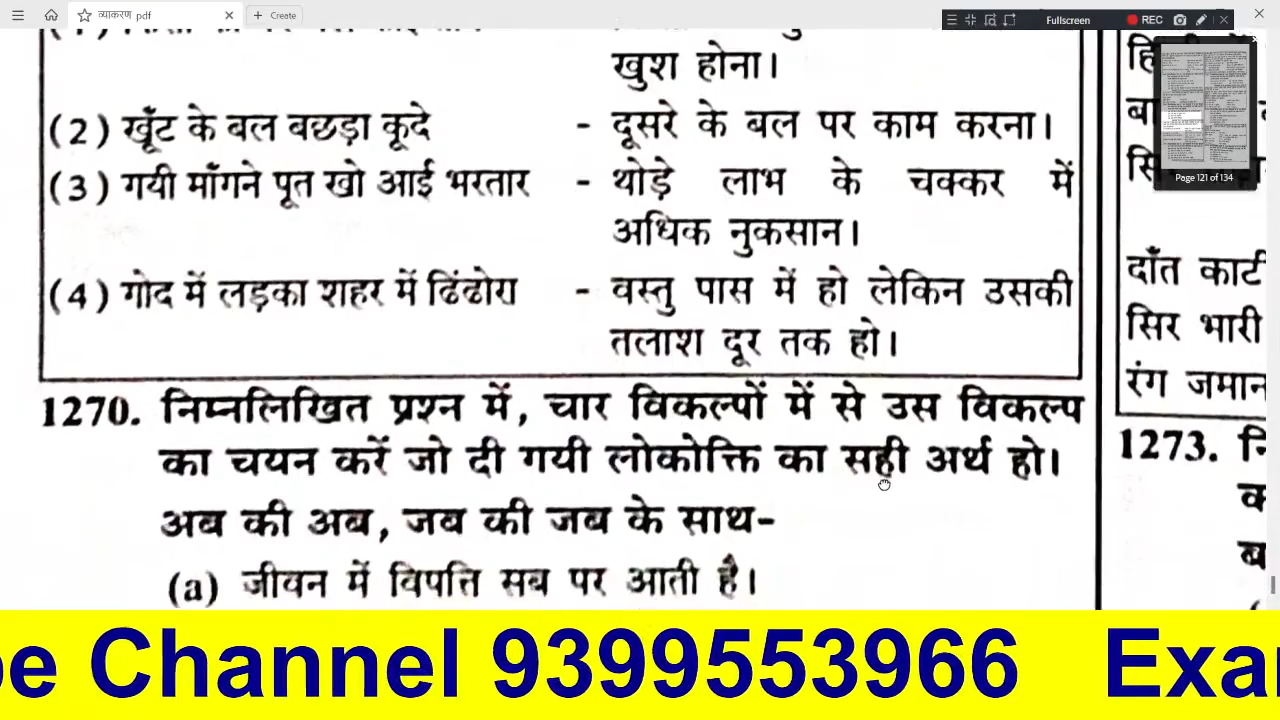 व्याकरण pdf
Create
Fullscreen
REC
खुश होना।
(2) खूँट के बल बछड़ा कूदे - दूसरे के बल पर काम करना।
(3) गयी माँगने पूत खो आई भरतार - थोड़े लाभ के चक्कर में
अधिक नुकसान।
(4) गोद में लड़का शहर में ढिंढोरा - वस्तु पास में हो लेकिन उसकी
तलाश दूर तक हो।
1270. निम्नलिखित प्रश्न में, चार विकल्पों में से उस विकल्प
का चयन करें जो दी गयी लोकोक्ति का सही अर्थ हो।
अब की अब, जब की जब के साथ-
(a) जीवन में विपत्ति सब पर आती है।
Page 121 of 134
दाँत काटी
सिर भारी
रंग जमान
1273.
Channel 9399553966